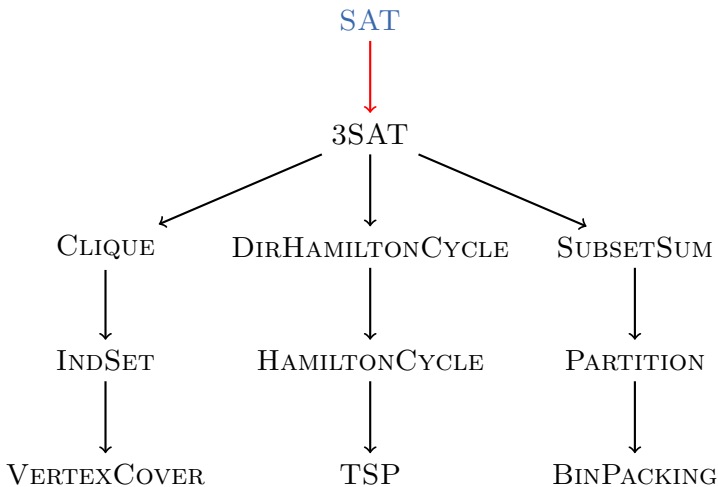 SAT
3SAT
CLIQUE DIRHAMILTONCYCLE SUBSETSUM
INDSET HAMILTONCYCLE PARTITION
VERTEXCOVER TSP BINPACKING